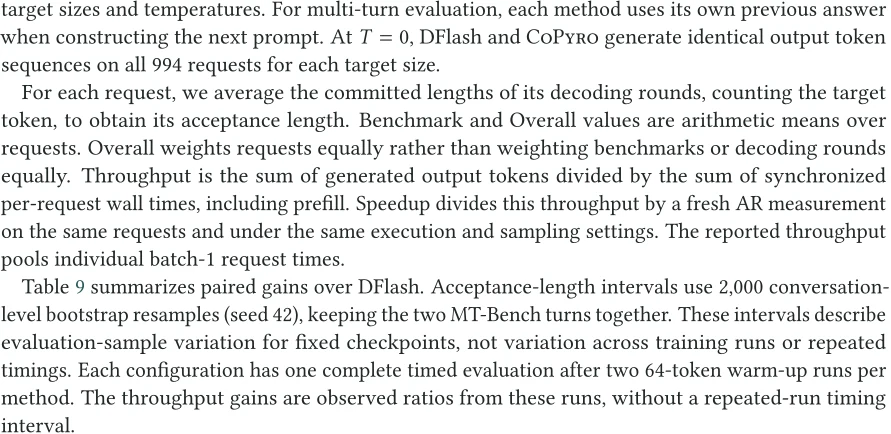 target sizes and temperatures. For multi-turn evaluation, each method uses its own previous answer
when constructing the next prompt. At T = 0, DFlash and CoPyro generate identical output token
sequences on all 994 requests for each target size.
For each request, we average the committed lengths of its decoding rounds, counting the target
token, to obtain its acceptance length. Benchmark and Overall values are arithmetic means over
requests. Overall weights requests equally rather than weighting benchmarks or decoding rounds
equally. Throughput is the sum of generated output tokens divided by the sum of synchronized
per-request wall times, including prefill. Speedup divides this throughput by a fresh AR measurement
on the same requests and under the same execution and sampling settings. The reported throughput
pools individual batch-1 request times.
Table 9 summarizes paired gains over DFlash. Acceptance-length intervals use 2,000 conversation-
level bootstrap resamples (seed 42), keeping the two MT-Bench turns together. These intervals describe
evaluation-sample variation for fixed checkpoints, not variation across training runs or repeated
timings. Each configuration has one complete timed evaluation after two 64-token warm-up runs per
method. The throughput gains are observed ratios from these runs, without a repeated-run timing
interval.